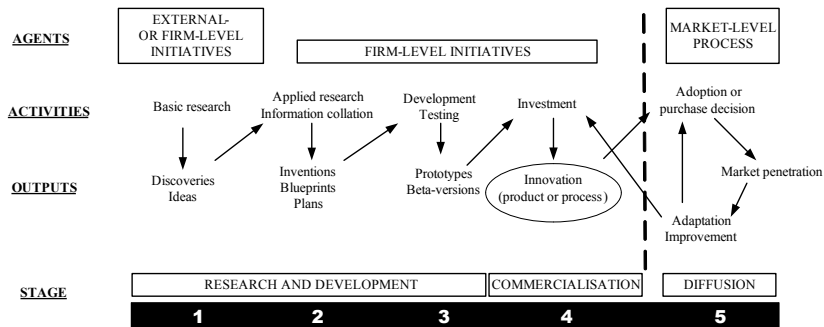 AGENTS
EXTERNAL-
OR FIRM-LEVEL
INITIATIVES
FIRM-LEVEL INITIATIVES
MARKET-LEVEL
PROCESS
ACTIVITIES
Basic research
Applied research
Information collation
Development
Testing
Investment
Adoption or
purchase decision
OUTPUTS
Discoveries
Ideas
Inventions
Blueprints
Plans
Prototypes
Beta-versions
Innovation
(product or process)
Market penetration
Adaptation
Improvement
STAGE
RESEARCH AND DEVELOPMENT
COMMERCIALISATION
DIFFUSION
1 2 3 4 5